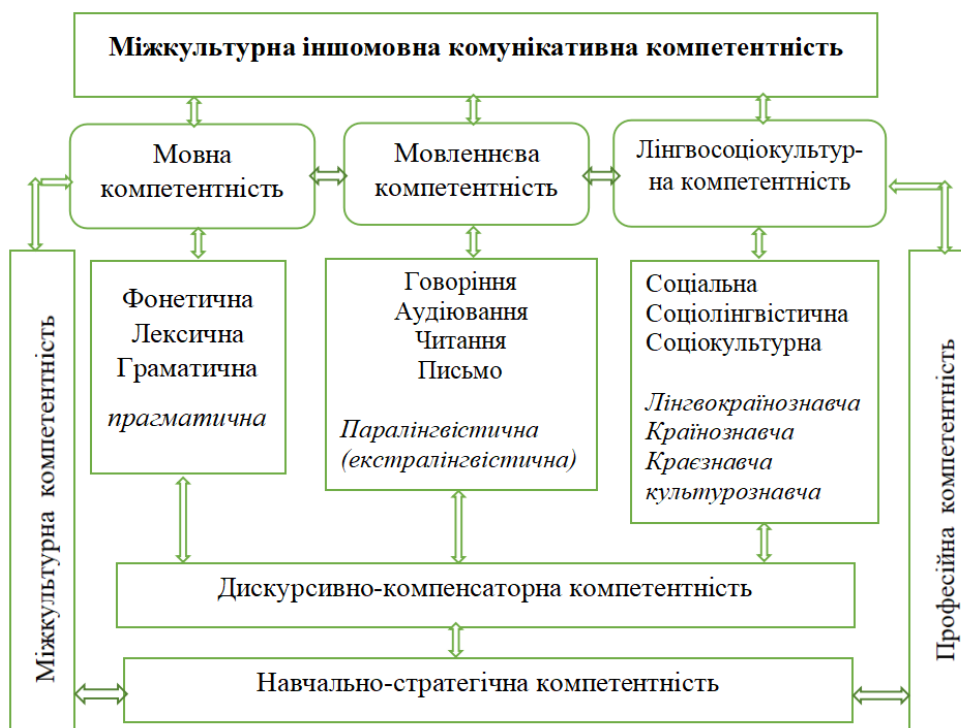 Міжкультурна іншомовна комунікативна компетентність
Мовна
компетентність
Мовленнєва
компетентність
Лінгвосоціокультур-
на компетентність
Міжкультурна компетентність
Фонетична
Лексична
Граматична
прагматична
Говоріння
Аудіювання
Читання
Письмо
Паралінгвістична
(екстралінгвістична)
Соціальна
Соціолінгвістична
Соціокультурна
Лінгвокраїнознавча
Країнознавча
Краєзнавча
культурознавча
Професійна компетентність
Дискурсивно-компенсаторна компетентність
Навчально-стратегічна компетентність